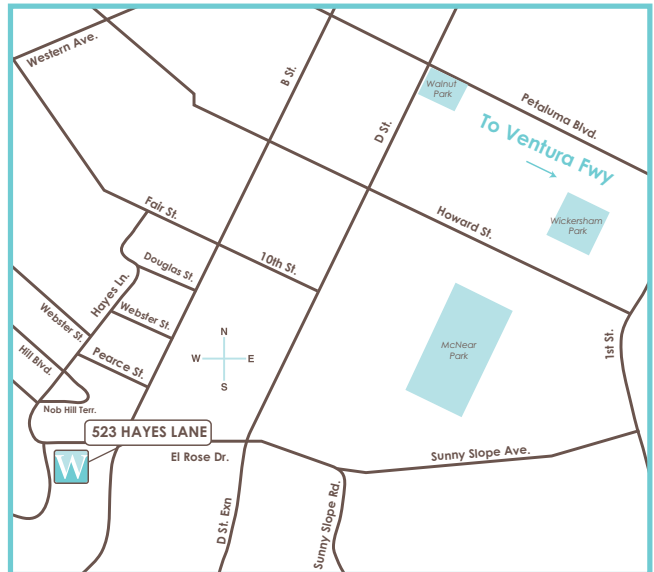 Western Ave.
B St.
D St.
Walnut
Park
Petaluma Blvd.
To Ventura Fwy
Wickersham
Park
Fair St.
Howard St.
10th St.
Douglas St.
Hayes Ln.
Webster St.
Webster St.
Hill Blvd.
Pearce St.
N
W E
S
McNear
Park
1st St.
Nob Hill Terr.
523 HAYES LANE
W
El Rose Dr.
Sunny Slope Ave.
D St. Exn
Sunny Slope Rd.